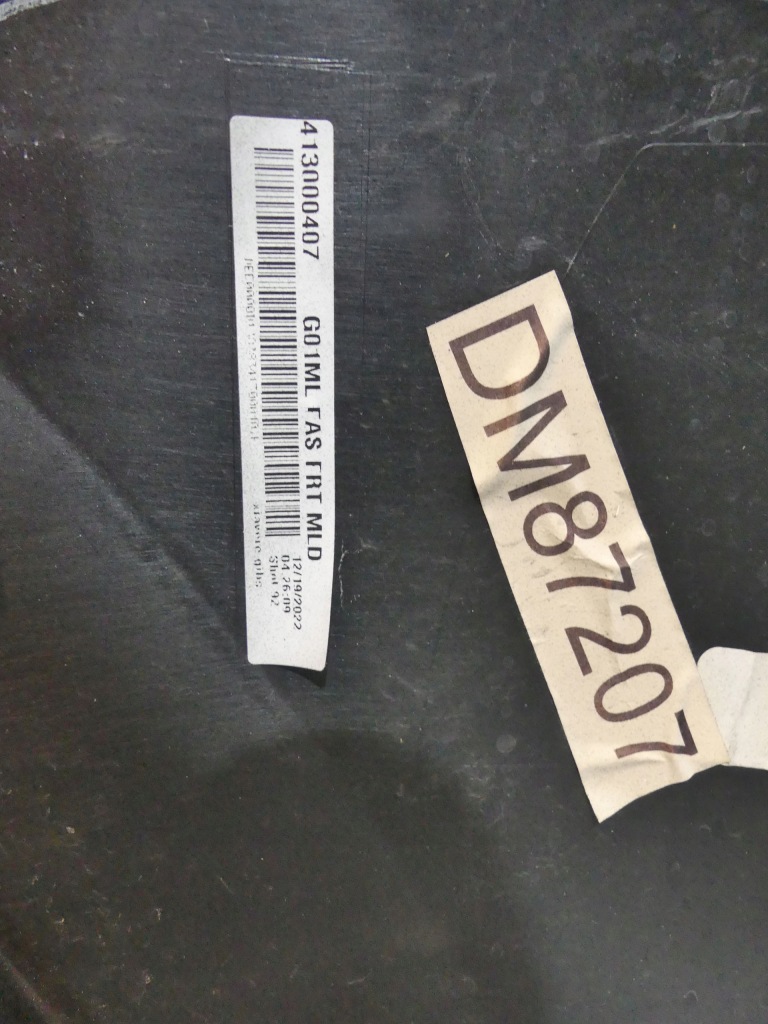 413000407 G01ML FAS FRT MLD
12/19/2022
04:26:09
Shot 92
DM87207